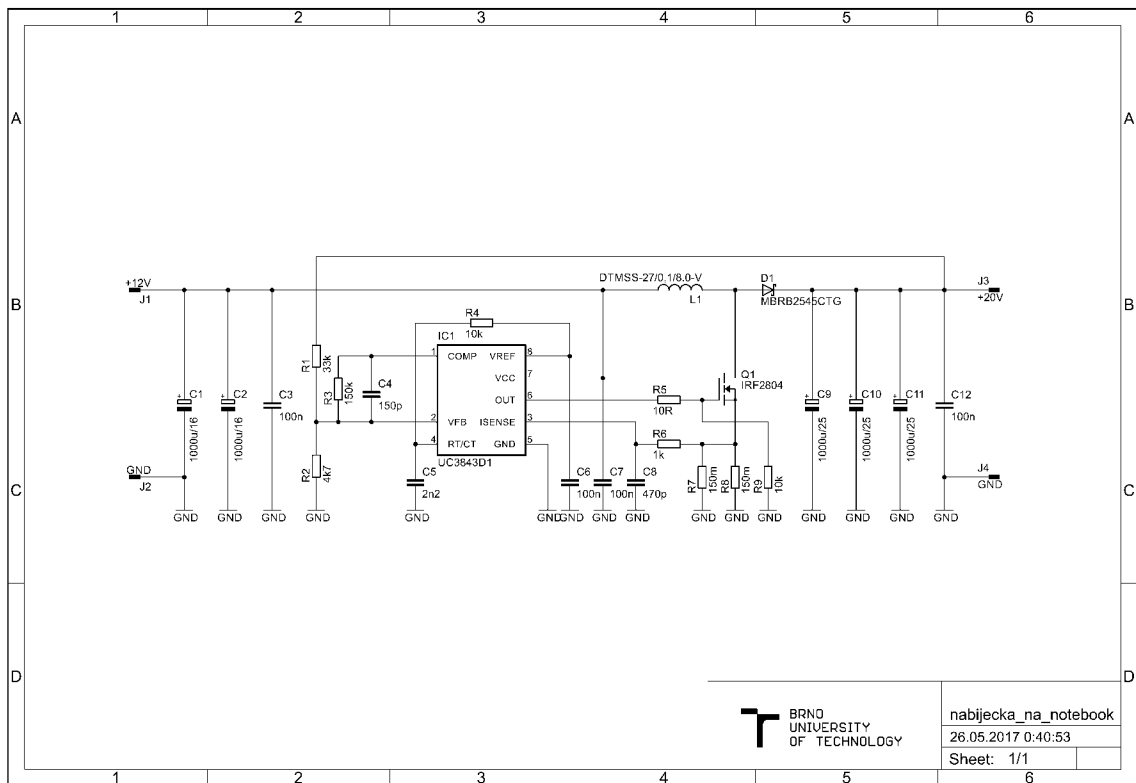 1 2 3 4 5 6
A A
DTMSS-27/0.1/8.0-V D1 J3
+12V
J1 L1 MBRB2545CTG +20V
B B
R4
10k
IC1
R1 33k
1 COMP VREF 8
R3 150k C4 150p
VCC 7
Q1
IRF2804
OUT 6 R5
10R
C1 1000u/16 C2 1000u/16 C3 100n
C9 1000u/25 C10 1000u/25 C11 1000u/25 C12 100n
2 VFB ISENSE 3
R6
1k
4 RT/CT GND 5
UC3843D1
GND
J2
R2 4k7
C5 2n2
C6 100n C7 100n C8 470p
R7 150m R8 150m R9 10k
J4
GND
C C
GND GND GND GND GND GND GND GND GND GND GND GND GND GND GND GND
D D
BRNO
UNIVERSITY
OF TECHNOLOGY
nabijecka_na_notebook
26.05.2017 0:40:53
Sheet: 1/1
1 2 3 4 5 6